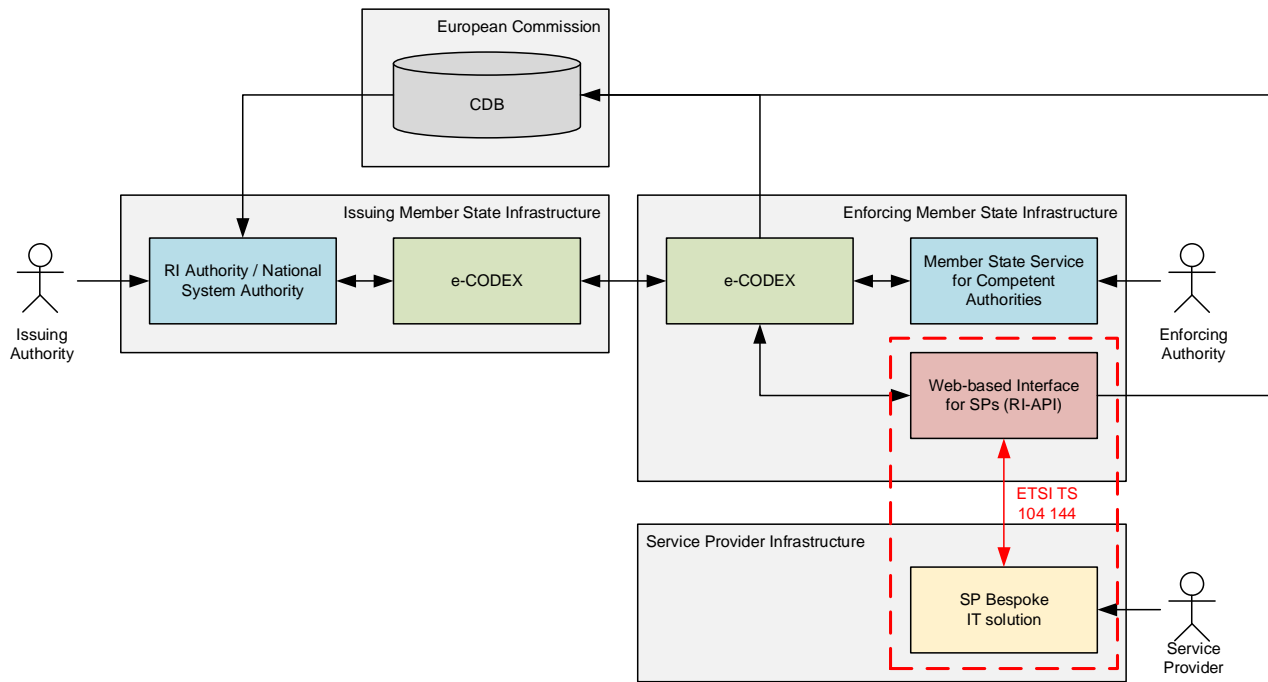 European Commission
CDB
Issuing Member State Infrastructure
RI Authority / National
System Authority
e-CODEX
Issuing
Authority
Enforcing Member State Infrastructure
e-CODEX
Member State Service
for Competent
Authorities
Enforcing
Authority
Web-based Interface
for SPs (RI-API)
ETSI TS
104 144
Service Provider Infrastructure
SP Bespoke
IT solution
Service
Provider